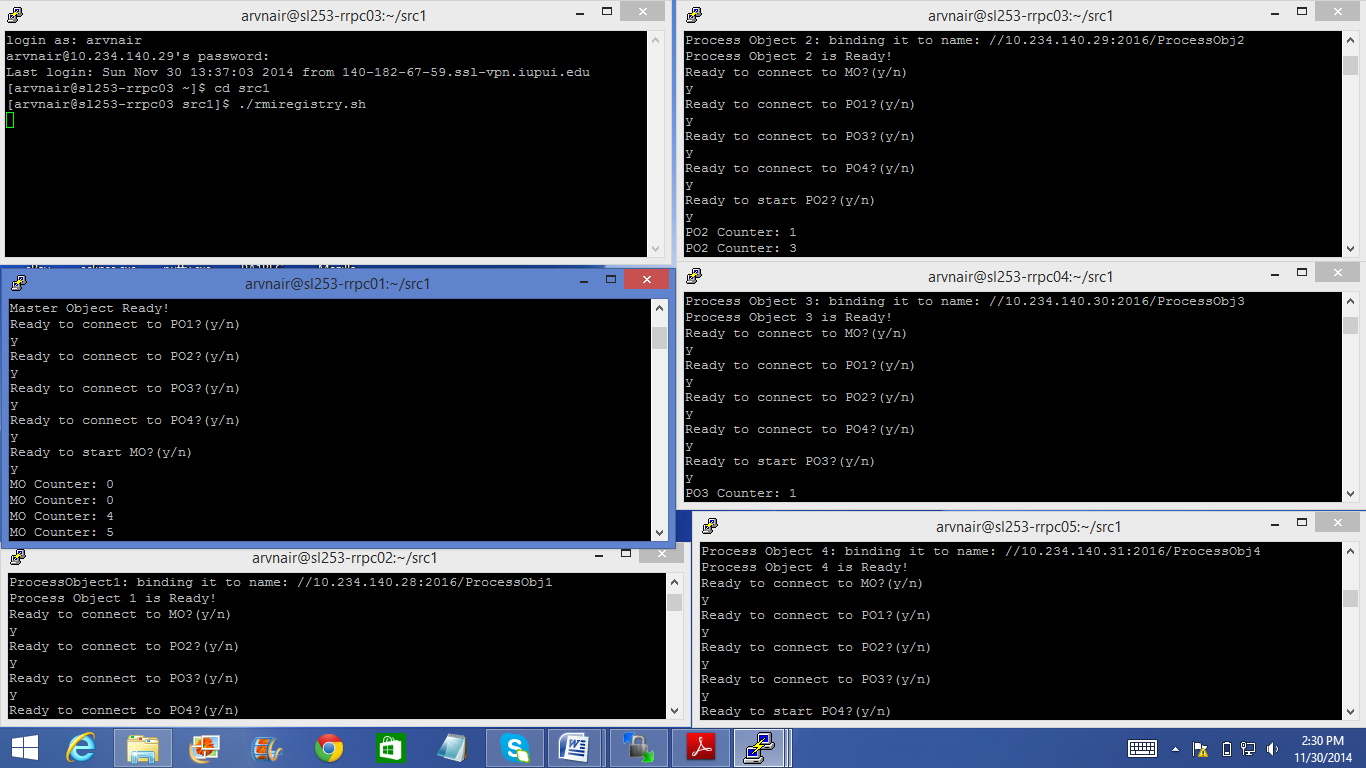 arvnair@sl253-rrpc03:~/src1
login as: arvnair
arvnair@10.234.140.29's password:
Last login: Sun Nov 30 13:37:03 2014 from 140-182-67-59.ssl-vpn.iupui.edu
[arvnair@sl253-rrpc03 ~]$ cd src1
[arvnair@sl253-rrpc03 src1]$ ./rmiregistry.sh
arvnair@sl253-rrpc03:~/src1
Process Object 2: binding it to name: //10.234.140.29:2016/ProcessObj2
Process Object 2 is Ready!
Ready to connect to MO?(y/n)
y
Ready to connect to PO1?(y/n)
y
Ready to connect to PO3?(y/n)
y
Ready to connect to PO4?(y/n)
y
Ready to start PO2?(y/n)
y
PO2 Counter: 1
PO2 Counter: 3
arvnair@sl253-rrpc01:~/src1
Master Object Ready!
Ready to connect to PO1?(y/n)
y
Ready to connect to PO2?(y/n)
y
Ready to connect to PO3?(y/n)
y
Ready to connect to PO4?(y/n)
y
Ready to start MO?(y/n)
y
MO Counter: 0
MO Counter: 0
MO Counter: 4
MO Counter: 5
arvnair@sl253-rrpc04:~/src1
Process Object 3: binding it to name: //10.234.140.30:2016/ProcessObj3
Process Object 3 is Ready!
Ready to connect to MO?(y/n)
y
Ready to connect to PO1?(y/n)
y
Ready to connect to PO2?(y/n)
y
Ready to connect to PO4?(y/n)
y
Ready to start PO3?(y/n)
y
PO3 Counter: 1
arvnair@sl253-rrpc02:~/src1
ProcessObject1: binding it to name: //10.234.140.28:2016/ProcessObj1
Process Object 1 is Ready!
Ready to connect to MO?(y/n)
y
Ready to connect to PO2?(y/n)
y
Ready to connect to PO3?(y/n)
y
Ready to connect to PO4?(y/n)
arvnair@sl253-rrpc05:~/src1
Process Object 4: binding it to name: //10.234.140.31:2016/ProcessObj4
Process Object 4 is Ready!
Ready to connect to MO?(y/n)
y
Ready to connect to PO1?(y/n)
y
Ready to connect to PO2?(y/n)
y
Ready to connect to PO3?(y/n)
y
Ready to start PO4?(y/n)
2:30 PM
11/30/2014